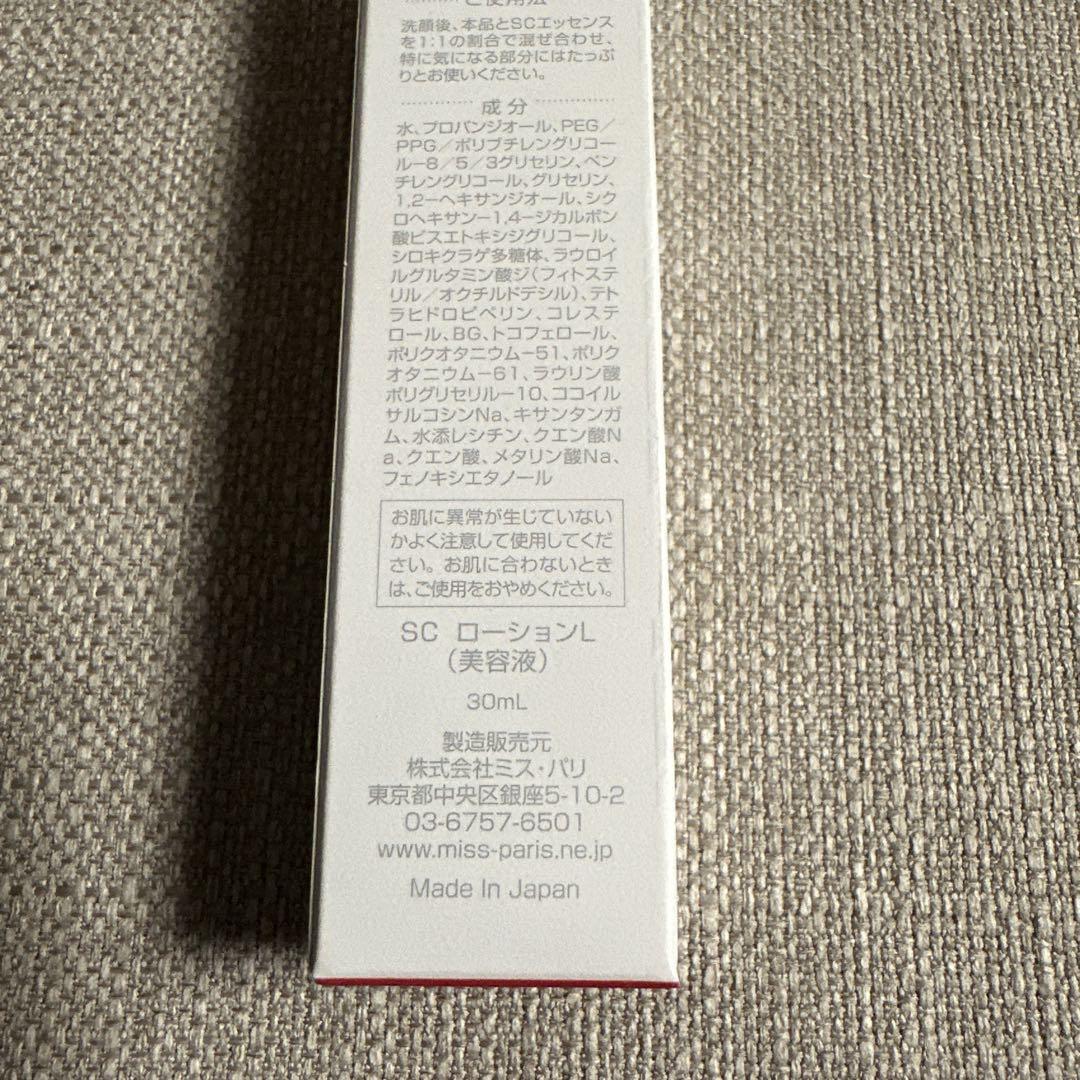 ご使用法
洗顔後、本品とSCエッセンス
を1:1の割合で混ぜ合わせ、
特に気になる部分にはたっぷ
りとお使いください。
成分
水、プロパンジオール、PEG／
PPG／ポリブチレングリコー
ル－8／5／3グリセリン、ペン
チレングリコール、グリセリン、
1,2－ヘキサンジオール、シク
ロヘキサン－1,4－ジカルボン
酸ビスエトキシジグリコール、
シロキクラゲ多糖体、ラウロイ
ルグルタミン酸ジ（フィトステ
リル／オクチルドデシル）、テト
ラヒドロピペリン、コレステ
ロール、BG、トコフェロール、
ポリクオタニウム－51、ポリク
オタニウム－61、ラウリン酸
ポリグリセリル－10、ココイル
サルコシンNa、キサンタンガ
ム、水添レシチン、クエン酸N
a、クエン酸、メタリン酸Na、
フェノキシエタノール
お肌に異常が生じていない
かよく注意して使用してくだ
さい。お肌に合わないとき
は、ご使用をおやめください。
SC ローションL
（美容液）
30mL
製造販売元
株式会社ミス・パリ
東京都中央区銀座5-10-2
03-6757-6501
www.miss-paris.ne.jp
Made In Japan